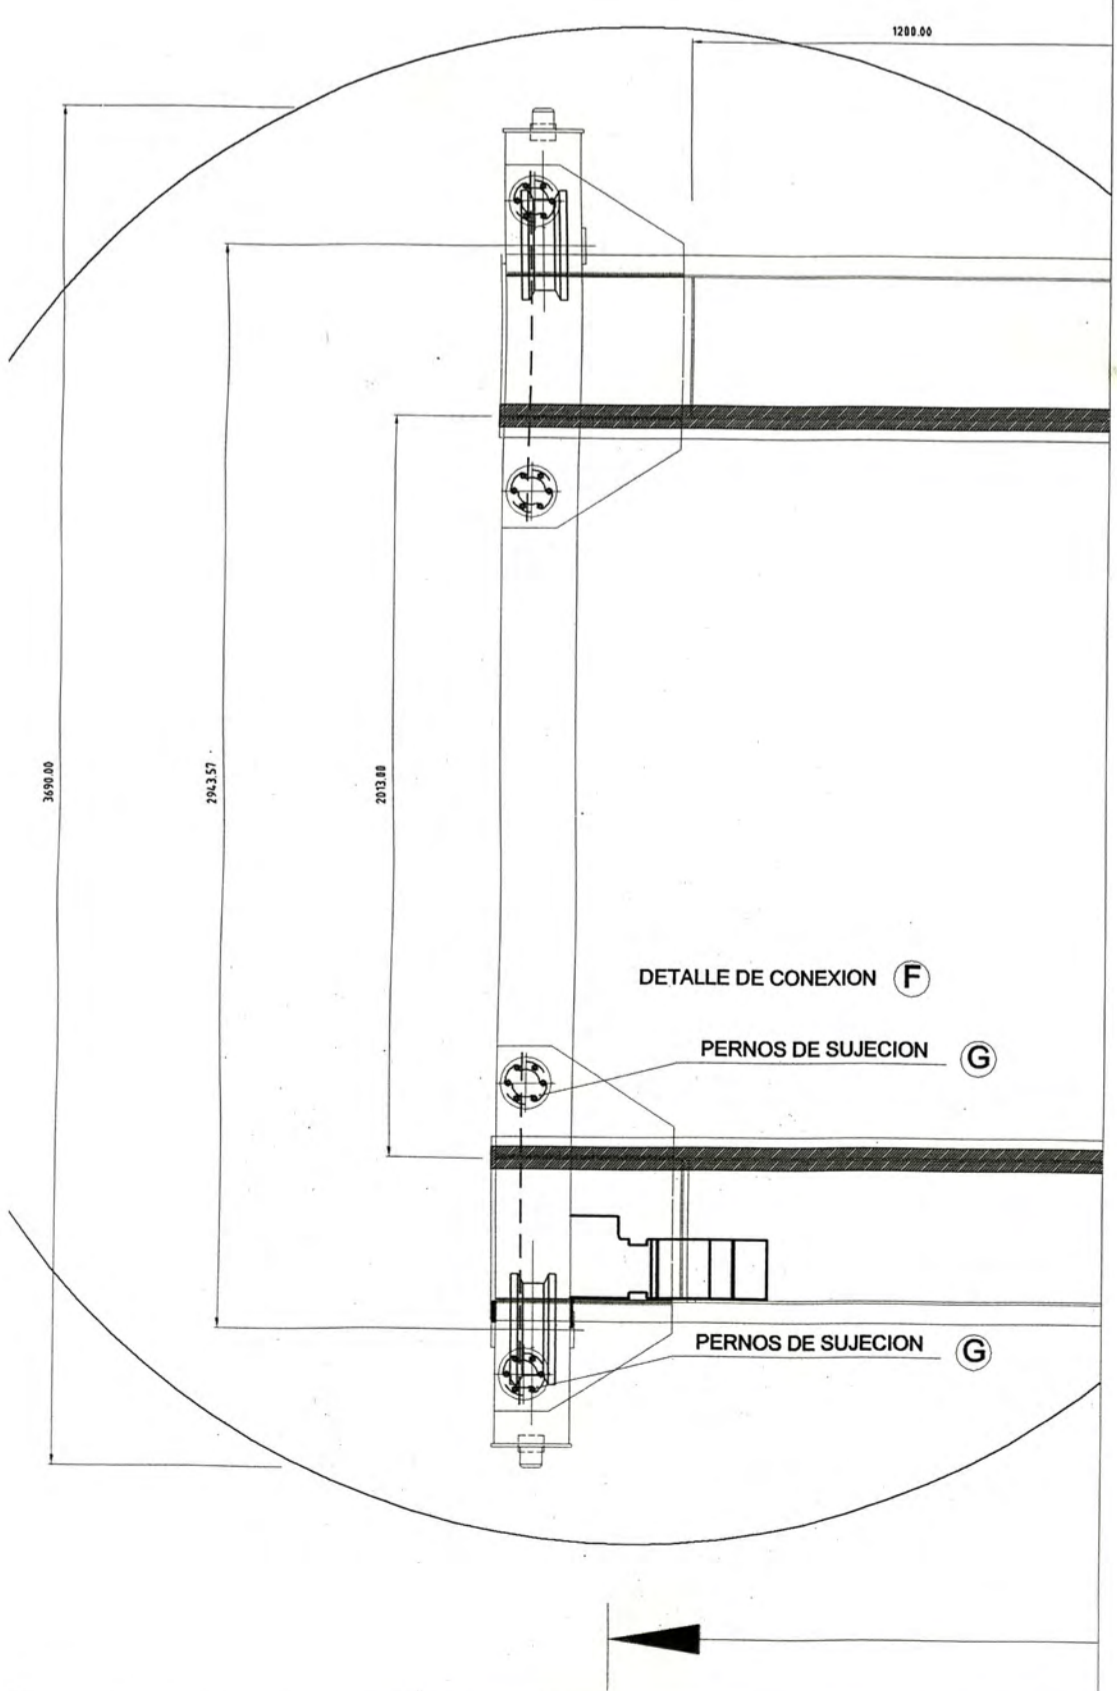 1200.00
3690.00
2943.57
2013.00
DETALLE DE CONEXION F
PERNOS DE SUJECION G
PERNOS DE SUJECION G